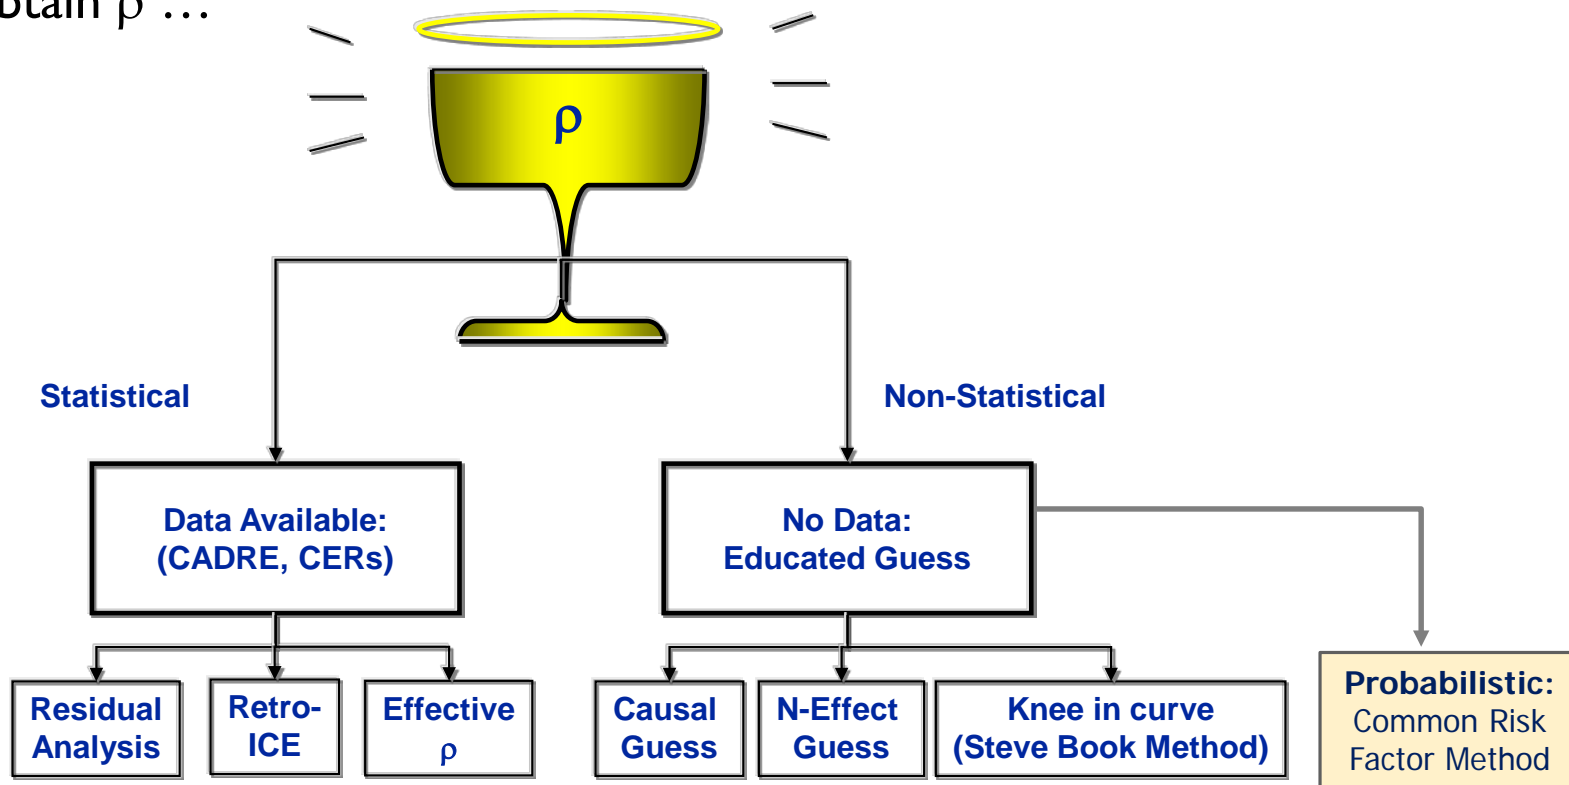 obtain ρ …
ρ
Statistical
Non-Statistical
Data Available:
(CADRE, CERs)
No Data:
Educated Guess
Residual
Analysis
Retro-
ICE
Effective
ρ
Causal
Guess
N-Effect
Guess
Knee in curve
(Steve Book Method)
Probabilistic:
Common Risk
Factor Method